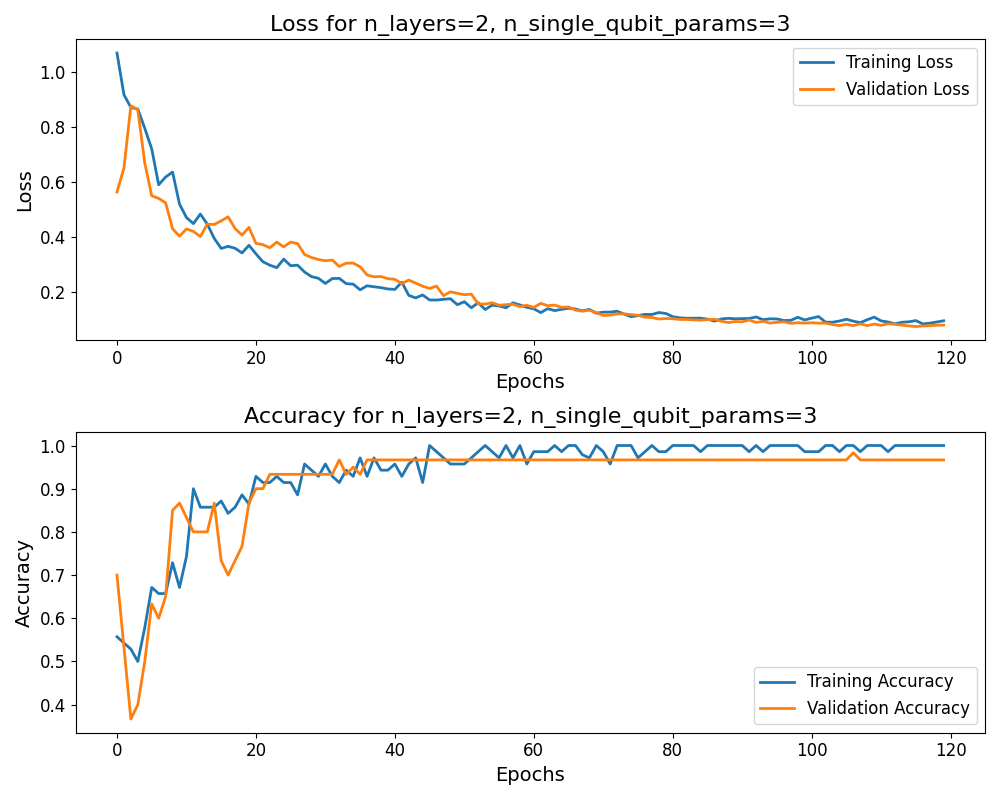 Loss for n_layers=2, n_single_qubit_params=3
Training Loss
Validation Loss
Loss
1.0
0.8
0.6
0.4
0.2
0 20 40 60 80 100 120
Epochs
Accuracy for n_layers=2, n_single_qubit_params=3
Accuracy
1.0
0.9
0.8
0.7
0.6
0.5
0.4
Training Accuracy
Validation Accuracy
0 20 40 60 80 100 120
Epochs